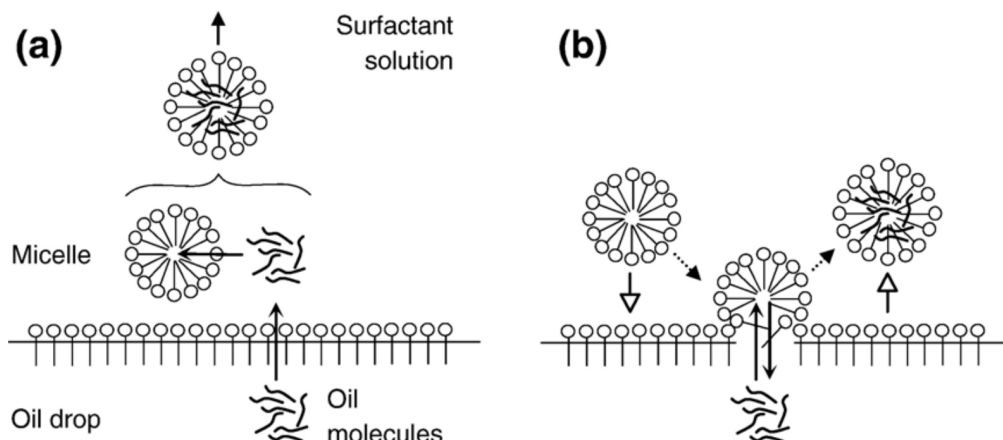 (a)
Surfactant
solution
Micelle
Oil drop
Oil
molecules
(b)